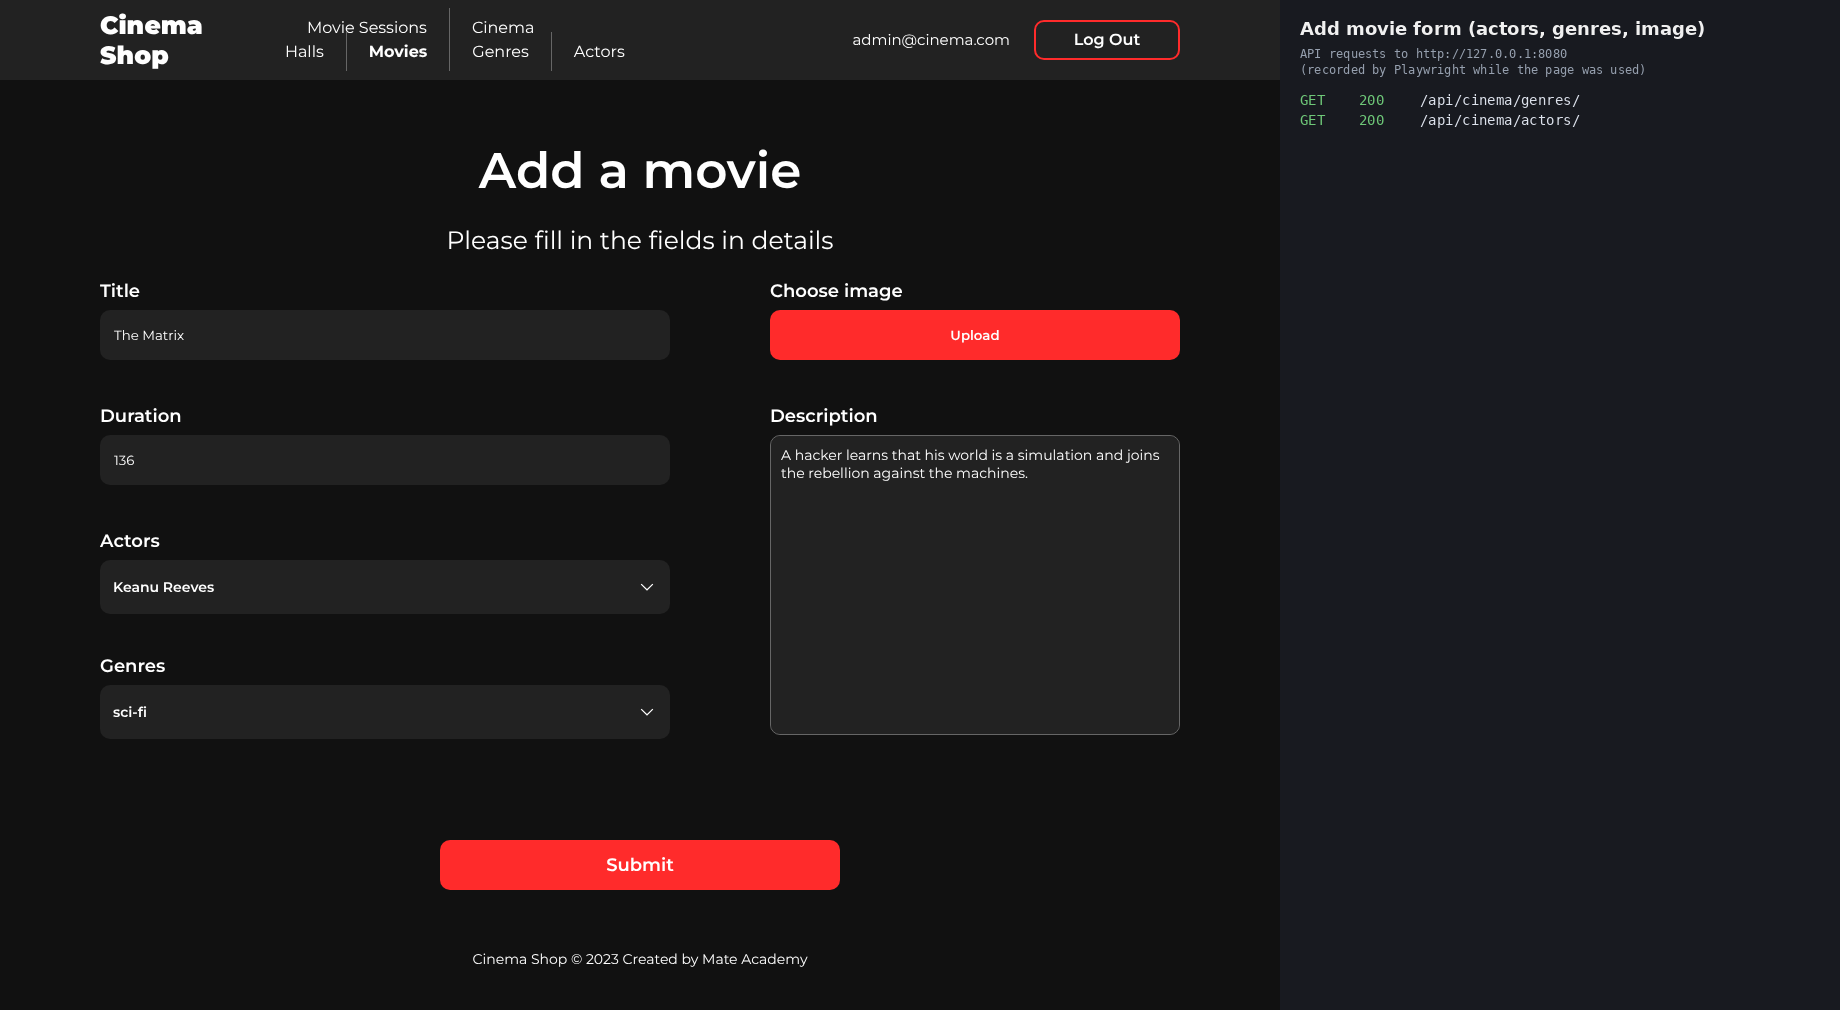 Cinema
Shop
Movie Sessions
Cinema
Halls
Movies
Genres
Actors
admin@cinema.com
Log Out
Add a movie
Please fill in the fields in details
Title
The Matrix
Duration
136
Actors
Keanu Reeves
Genres
sci-fi
Choose image
Upload
Description
A hacker learns that his world is a simulation and joins
the rebellion against the machines.
Submit
Cinema Shop © 2023 Created by Mate Academy
Add movie form (actors, genres, image)
API requests to http://127.0.0.1:8080
(recorded by Playwright while the page was used)
GET 200 /api/cinema/genres/
GET 200 /api/cinema/actors/